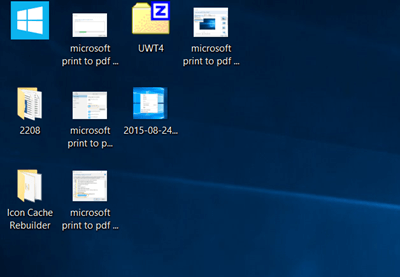 microsoft
print to pdf ...
UWT4
microsoft
print to pdf ...
2208
microsoft
print to p...
2015-08-24...
Icon Cache
Rebuilder
microsoft
print to pdf ...